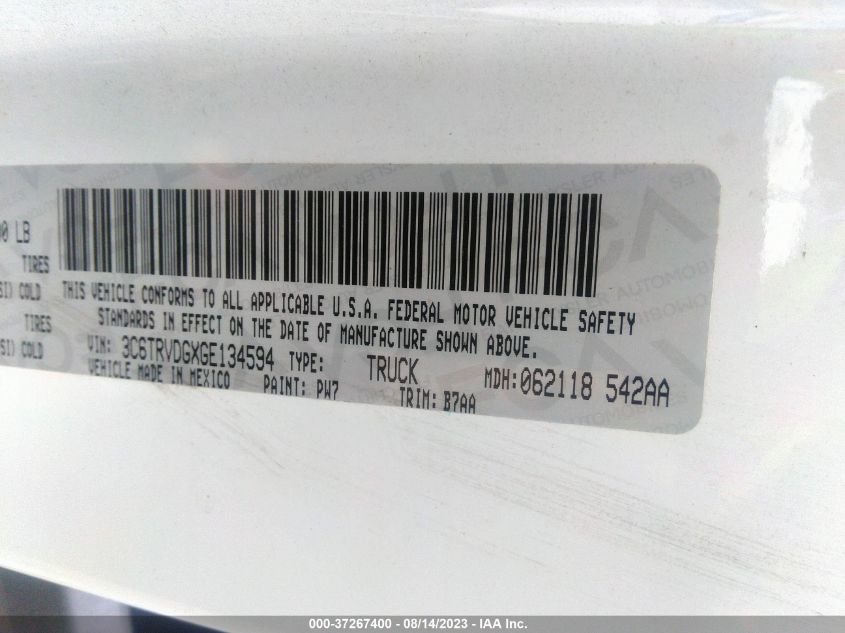 00 LB
TIRES
SI) COLD
TIRES
SI) COLD
THIS VEHICLE CONFORMS TO ALL APPLICABLE U.S.A. FEDERAL MOTOR VEHICLE SAFETY
STANDARDS IN EFFECT ON THE DATE OF MANUFACTURE SHOWN ABOVE.
VIN: 3C6TRVDGXGE134594 TYPE: TRUCK MDH:062118 542AA
VEHICLE MADE IN MEXICO PAINT: PW7 TRIM: B7AA
000-37267400 - 08/14/2023 - IAA Inc.